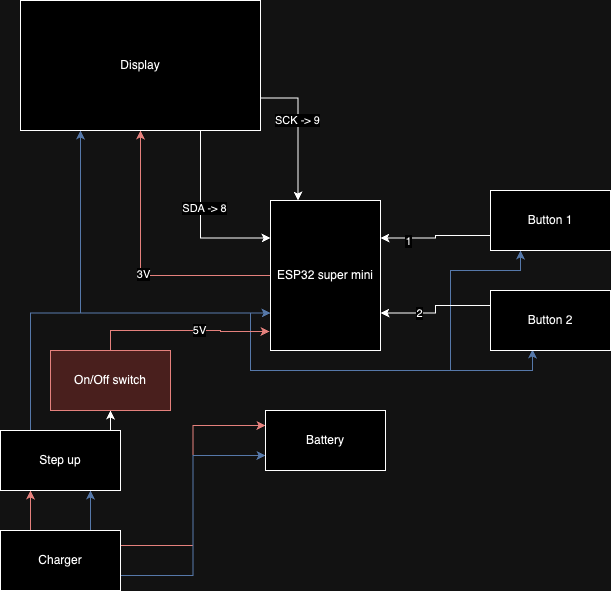 Display
SCK -> 9
SDA -> 8
Button 1
1
ESP32 super mini
3V
2
Button 2
5V
On/Off switch
Battery
Step up
Charger